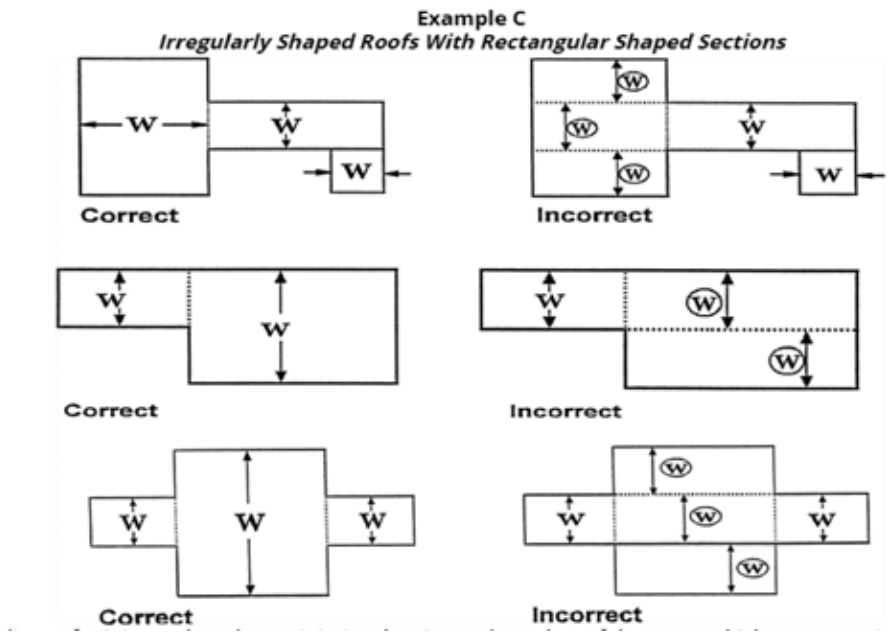 Example C
Irregularly Shaped Roofs With Rectangular Shaped Sections
W W W W W
W W W W
Correct Incorrect
W W W W
W
Correct Incorrect
W
W W W W W W
W
Correct Incorrect